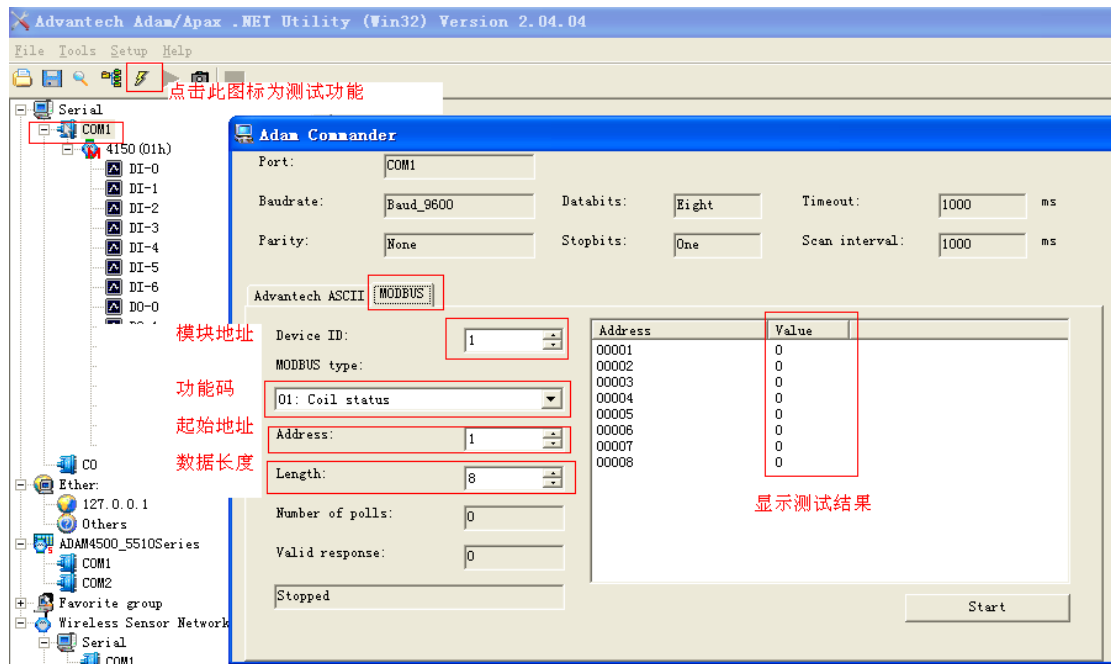 Advantech Adam/Apax .NET Utility (Win32) Version 2.04.04
File Tools Setup Help
点击此图标为测试功能
Serial
COM1
4150(01h)
DI-0
DI-1
DI-2
DI-3
DI-4
DI-5
DI-6
DO-0
CO
Ether:
127.0.0.1
Others
ADAM4500_5510Series
COM1
COM2
Favorite group
Wireless Sensor Network
Serial
COM1
Adam Commander
Port: COM1
Baudrate: Baud_9600 Databits: Eight Timeout: 1000 ms
Parity: None Stopbits: One Scan interval: 1000 ms
Advantech ASCII MODBUS
模块地址 Device ID: 1
MODBUS type:
功能码 01: Coil status
起始地址 Address: 1
数据长度 Length: 8
Number of polls: 0
Valid response: 0
Stopped
Address Value
00001 0
00002 0
00003 0
00004 0
00005 0
00006 0
00007 0
00008 0
显示测试结果
Start